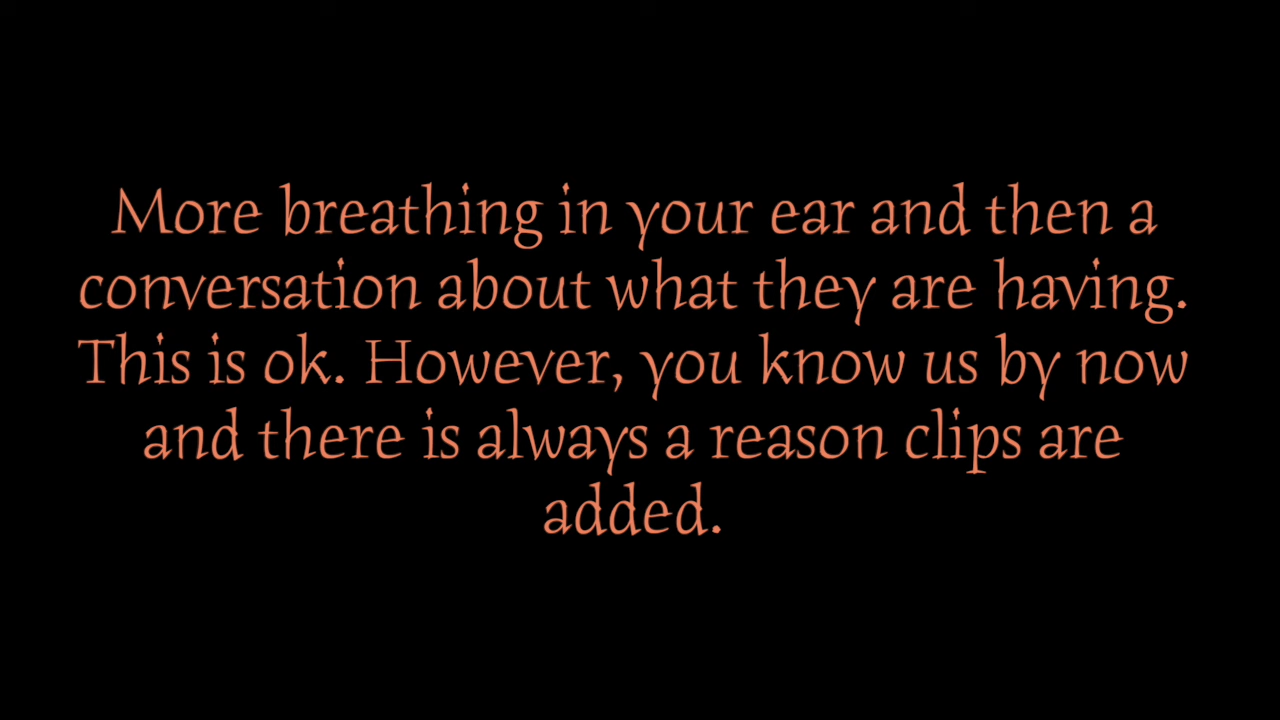 More breathing in your ear and then a
conversation about what they are having.
This is ok. However, you know us by now
and there is always a reason clips are
added.